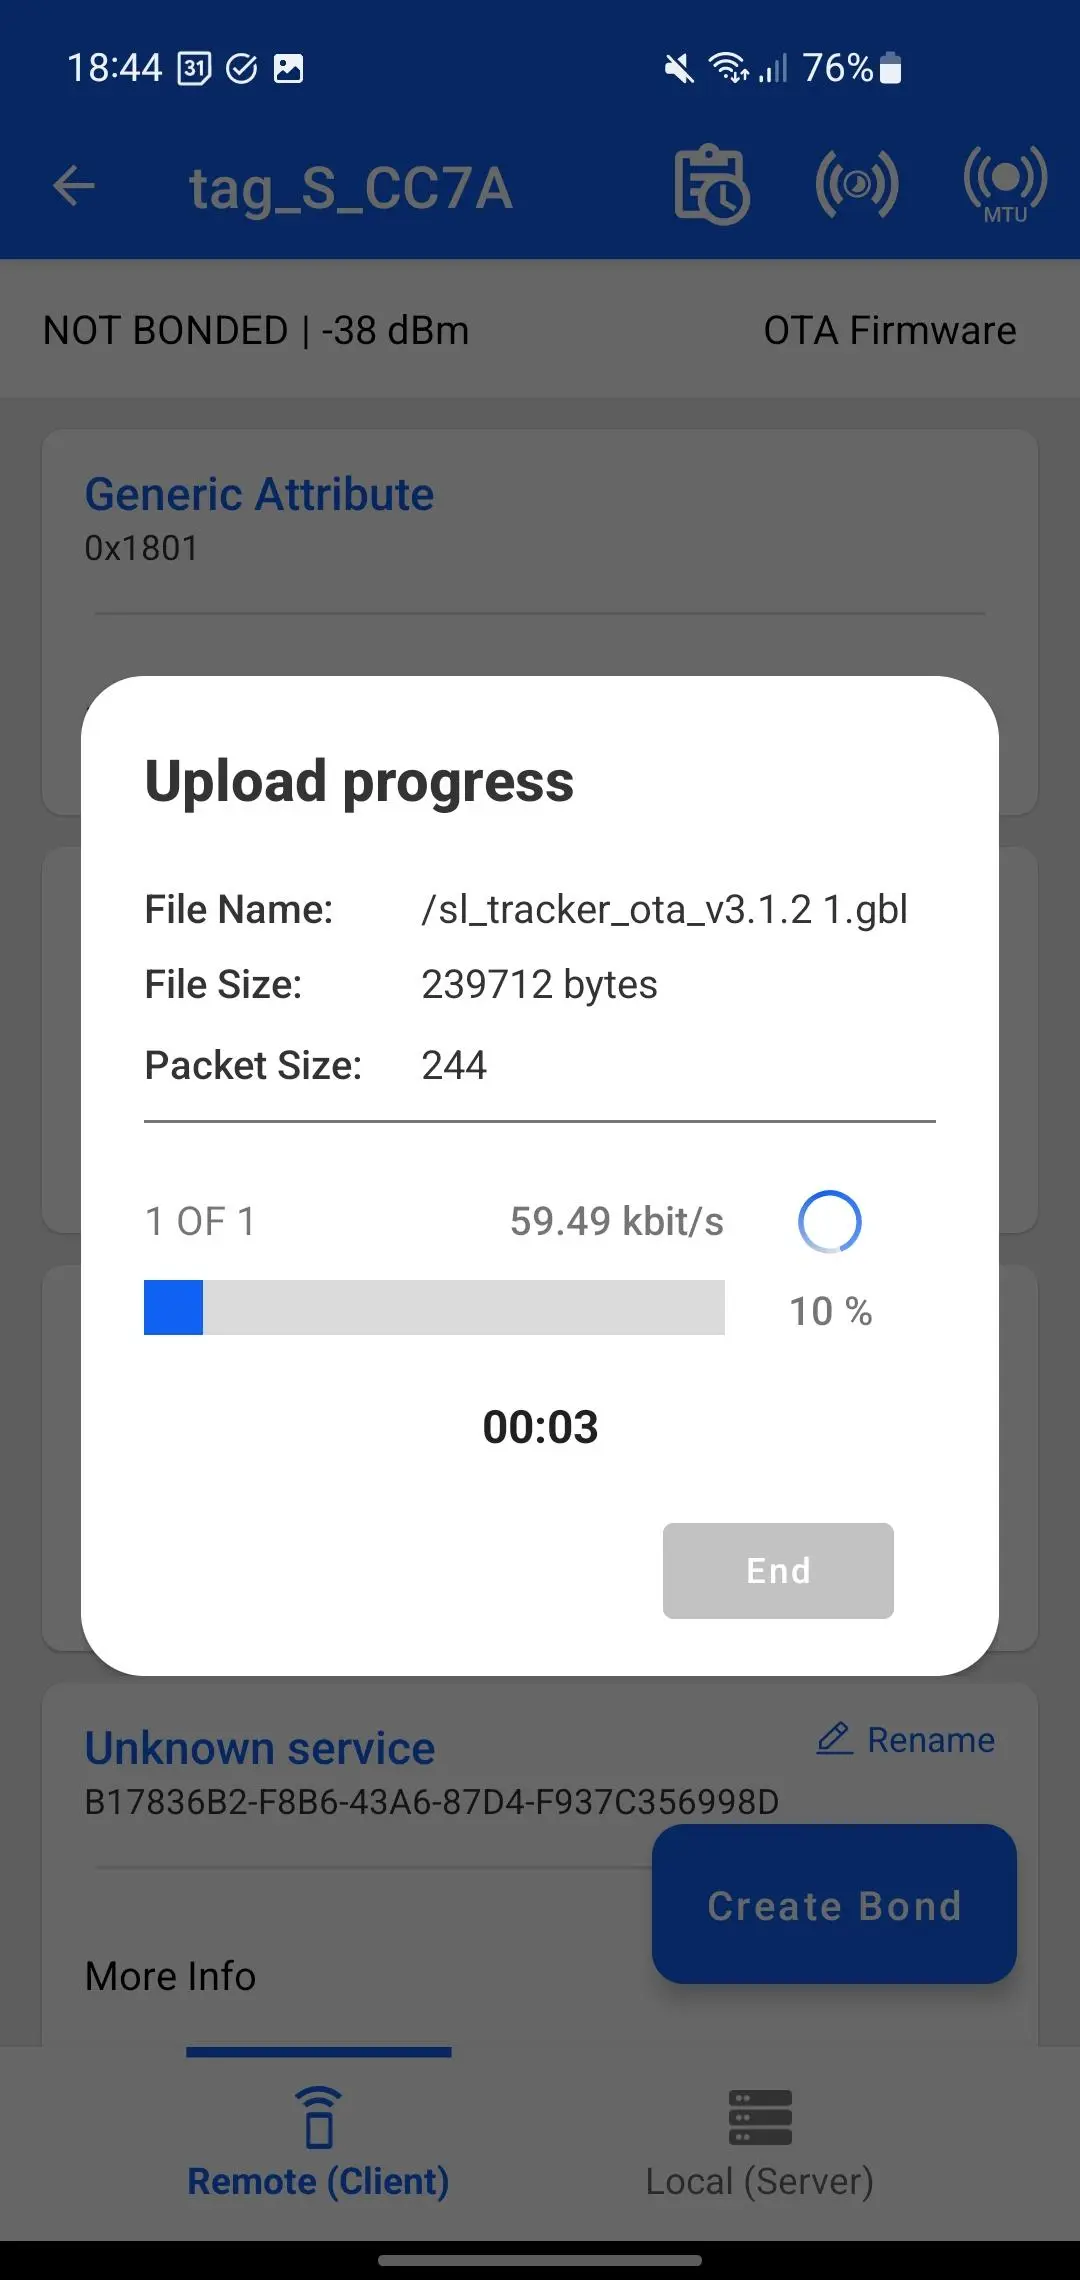 18:44 31 76%
tag_S_CC7A
MTU
NOT BONDED | -38 dBm OTA Firmware
Generic Attribute
0x1801
Upload progress
File Name: /sl_tracker_ota_v3.1.2 1.gbl
File Size: 239712 bytes
Packet Size: 244
1 OF 1 59.49 kbit/s
10 %
00:03
End
Unknown service Rename
B17836B2-F8B6-43A6-87D4-F937C356998D
Create Bond
More Info
Remote (Client) Local (Server)